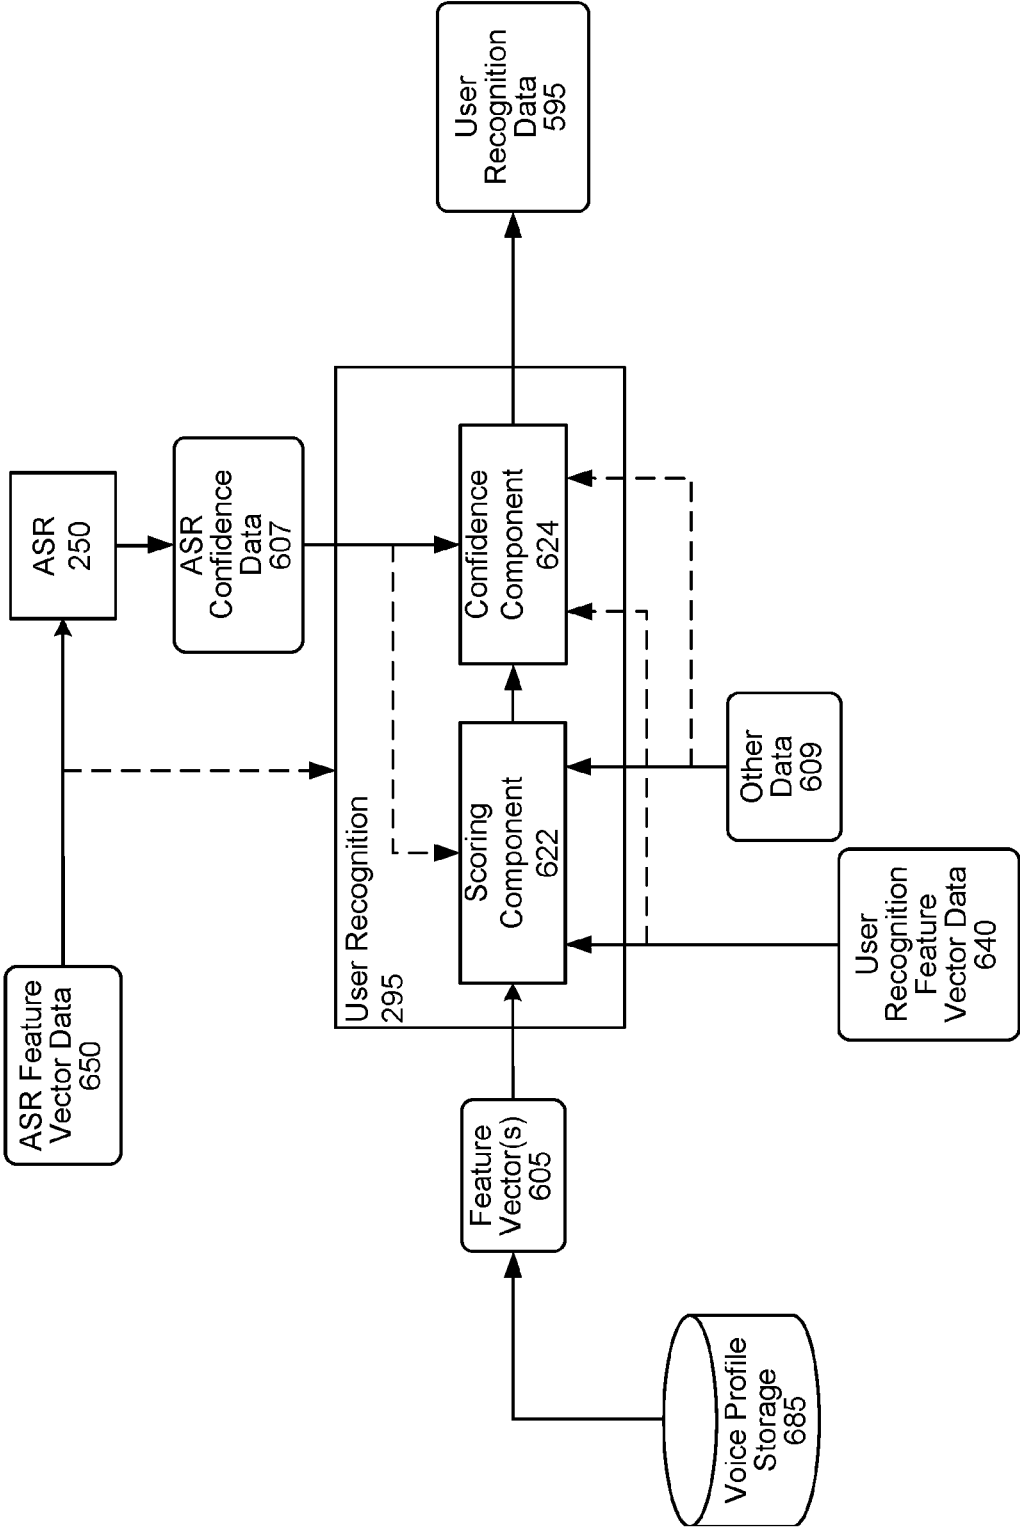 ASR Feature
Vector Data
650
ASR
250
ASR
Confidence
Data
607
User Recognition
295
Voice Profile
Storage
685
Feature
Vector(s)
605
Scoring
Component
622
Confidence
Component
624
User
Recognition
Data
595
User
Recognition
Feature
Vector Data
640
Other
Data
609